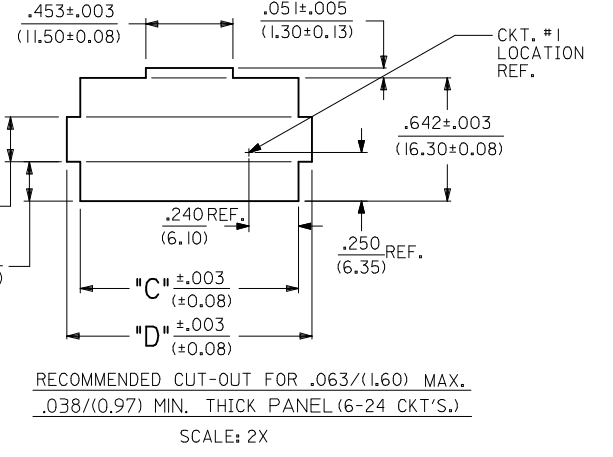 .453±.003
(11.50±0.08)
.051±.005
(1.30±0.13)
CKT. #1
LOCATION
REF.
.642±.003
(16.30±0.08)
.240 REF.
(6.10)
.250 REF.
(6.35)
)
"C" ±.003
(±0.08)
"D" ±.003
(±0.08)
RECOMMENDED CUT-OUT FOR .063/(1.60) MAX.
.038/(0.97) MIN. THICK PANEL (6-24 CKT'S.)
SCALE: 2X